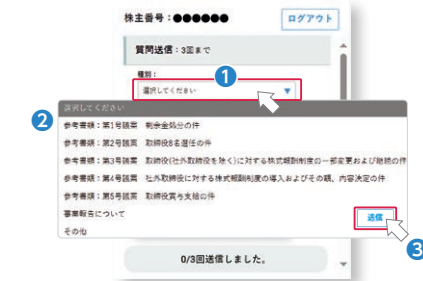 株主番号：●●●●●●
ログアウト
質問送信：3回まで
種別：
選択してください
▼
1
2
選択してください
参考書類：第1号議案 剰余金処分の件
参考書類：第2号議案 取締役8名選任の件
参考書類：第3号議案 取締役(社外取締役を除く)に対する株式報酬制度の一部変更および継続の件
参考書類：第4号議案 社外取締役に対する株式報酬制度の導入およびその額、内容決定の件
参考書類：第5号議案 取締役賞与支給の件
事業報告について
その他
送信
3
0/3回送信しました。